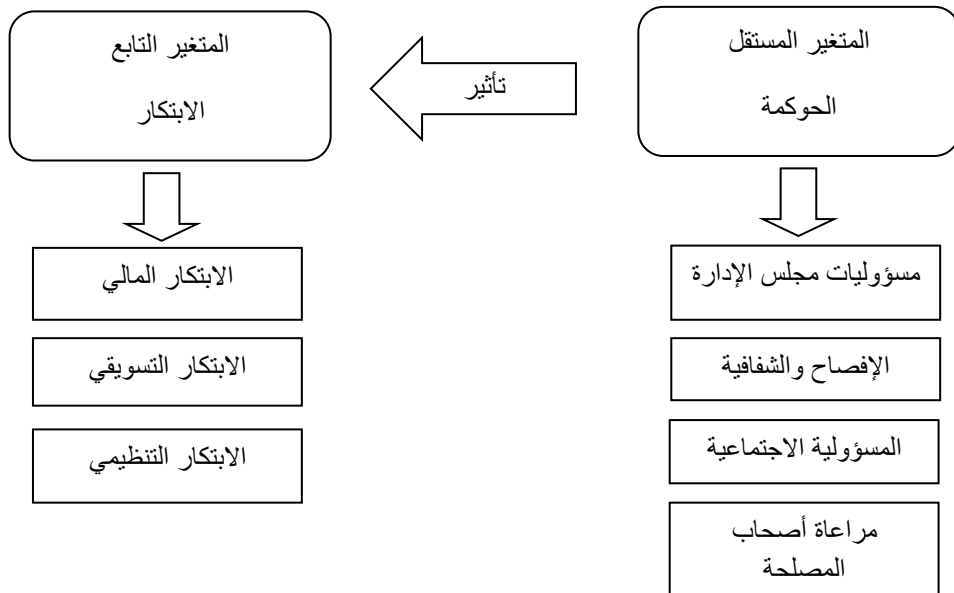 المتغير المستقل
الحوكمة
تأثير
المتغير التابع
الابتكار
مسؤوليات مجلس الإدارة
الإفصاح والشفافية
المسؤولية الاجتماعية
مراعاة أصحاب
المصلحة
الابتكار المالي
الابتكار التسويقي
الابتكار التنظيمي